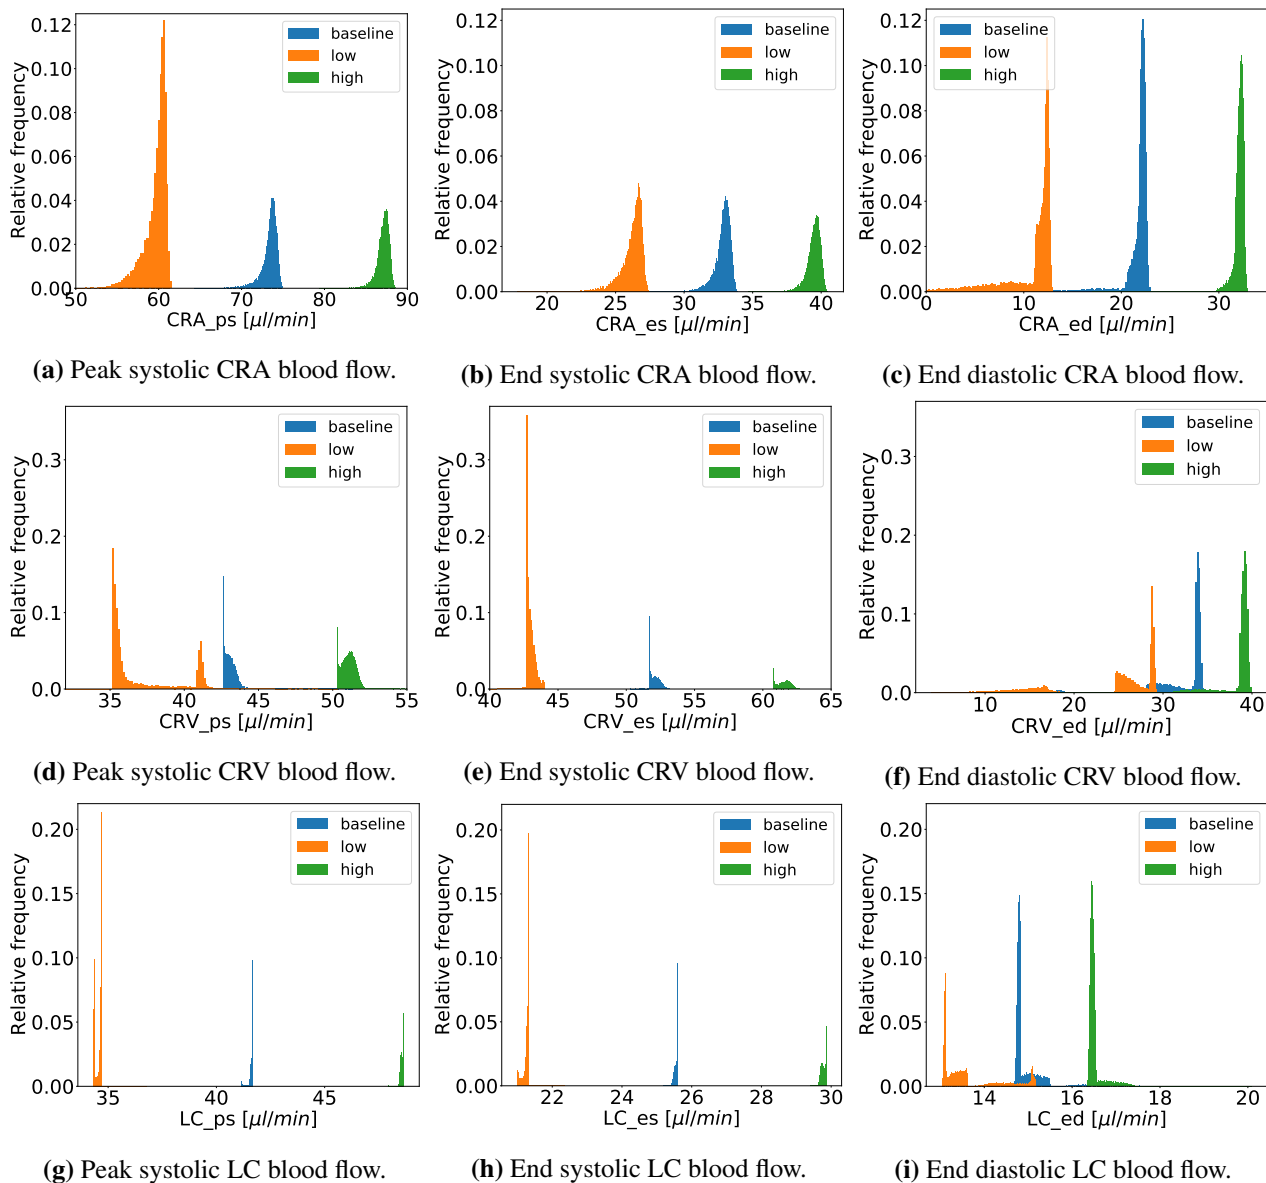 0.12
0.10
0.08
0.06
0.04
0.02
0.00
Relative frequency
baseline
low
high
50 60 70 80 90
CRA_ps [μl/min]
(a) Peak systolic CRA blood flow.
0.12
0.10
0.08
0.06
0.04
0.02
0.00
Relative frequency
baseline
low
high
20 25 30 35 40
CRA_es [μl/min]
(b) End systolic CRA blood flow.
0.12
0.10
0.08
0.06
0.04
0.02
0.00
Relative frequency
baseline
low
high
0 10 20 30
CRA_ed [μl/min]
(c) End diastolic CRA blood flow.
0.3
0.2
0.1
0.0
Relative frequency
baseline
low
high
35 40 45 50 55
CRV_ps [μl/min]
(d) Peak systolic CRV blood flow.
0.3
0.2
0.1
0.0
Relative frequency
baseline
low
high
40 45 50 55 60 65
CRV_es [μl/min]
(e) End systolic CRV blood flow.
0.3
0.2
0.1
0.0
Relative frequency
baseline
low
high
10 20 30 40
CRV_ed [μl/min]
(f) End diastolic CRV blood flow.
0.20
0.15
0.10
0.05
0.00
Relative frequency
baseline
low
high
35 40 45
LC_ps [μl/min]
(g) Peak systolic LC blood flow.
0.20
0.15
0.10
0.05
0.00
Relative frequency
baseline
low
high
22 24 26 28 30
LC_es [μl/min]
(h) End systolic LC blood flow.
0.20
0.15
0.10
0.05
0.00
Relative frequency
baseline
low
high
14 16 18 20
LC_ed [μl/min]
(i) End diastolic LC blood flow.